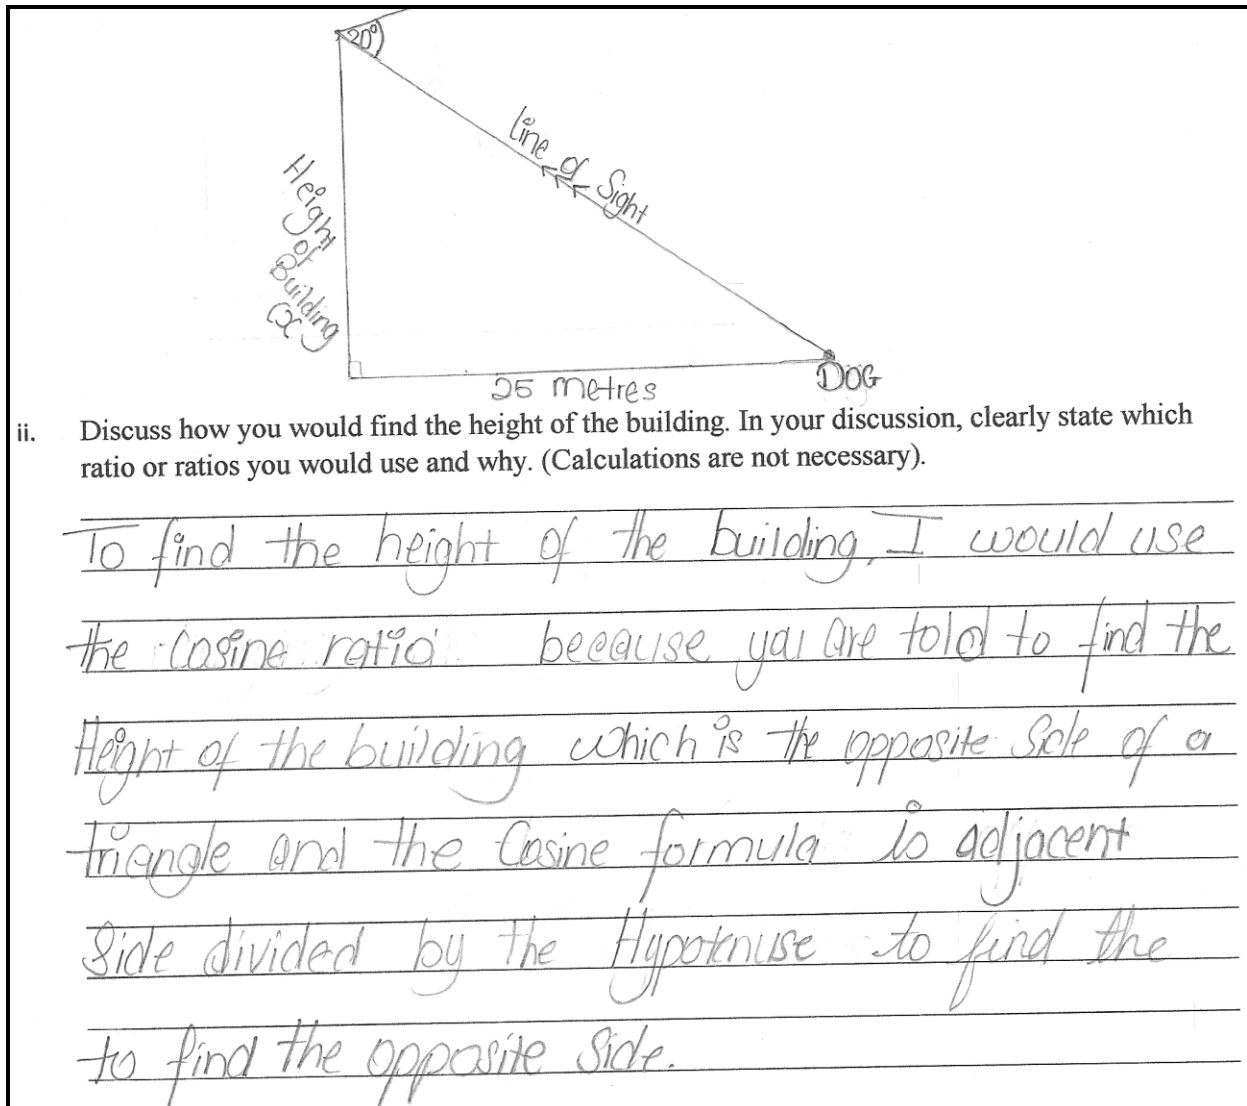 20°
line of Sight
Height
of
Building
x
25 metres
DOG
ii. Discuss how you would find the height of the building. In your discussion, clearly state which
ratio or ratios you would use and why. (Calculations are not necessary).
To find the height of the building, I would use
the cosine ratio because you are told to find the
Height of the building which is the opposite side of a
triangle and the Cosine formula is adjacent
Side divided by the Hypotenuse to find the
to find the opposite side.